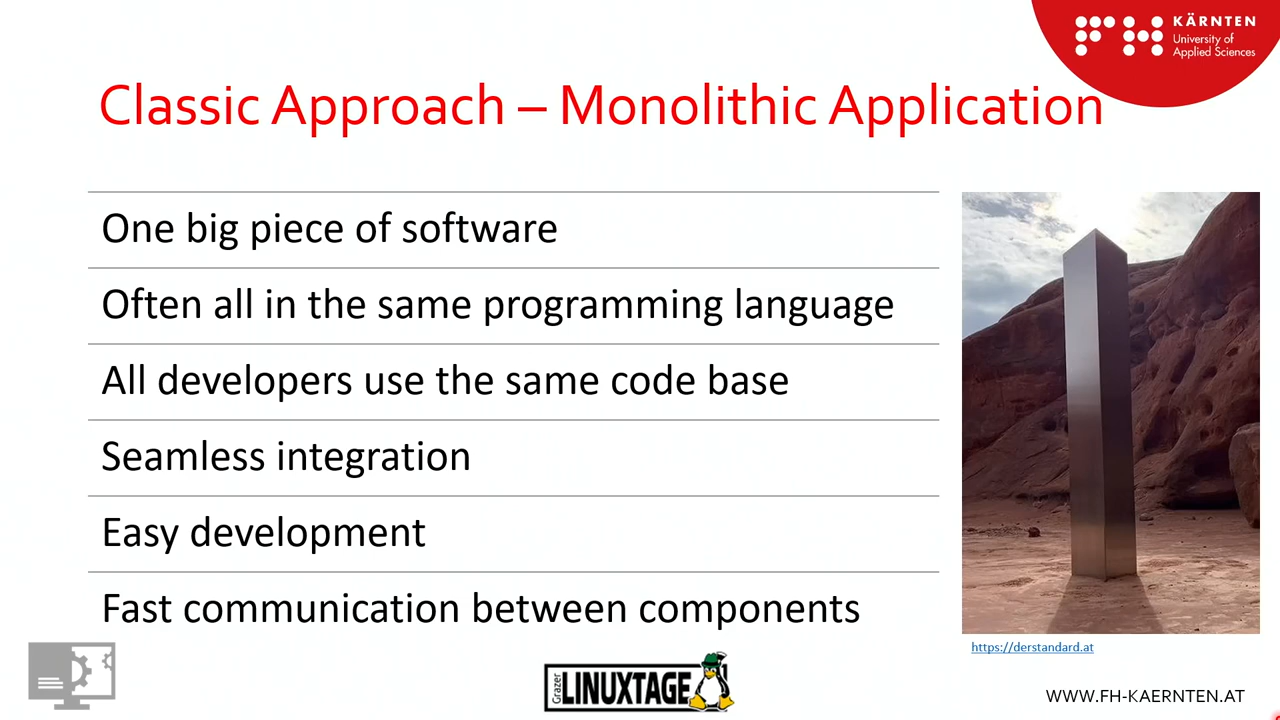 KÄRNTEN
University of
Applied Sciences
Classic Approach – Monolithic Application
One big piece of software
Often all in the same programming language
All developers use the same code base
Seamless integration
Easy development
Fast communication between components
https://derstandard.at
Grazer
LINUXTAGE
WWW.FH-KAERNTEN.AT